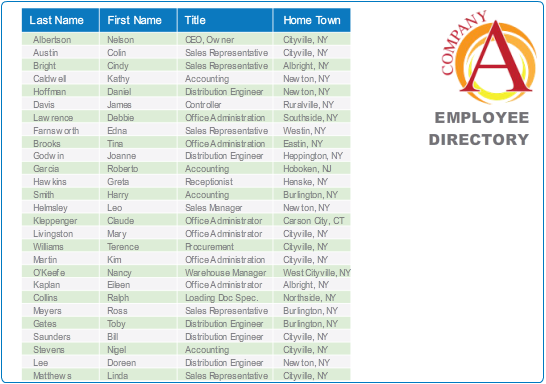 Last Name First Name Title Home Town
Albertson Nelson CEO, Owner Cityville, NY
Austin Colin Sales Representative Cityville, NY
Bright Cindy Sales Representative Albright, NY
Caldwell Kathy Accounting Newton, NY
Hoffman Daniel Distribution Engineer Newton, NY
Davis James Controller Ruralville, NY
Lawrence Debbie Office Administration Southside, NY
Farnsworth Edna Sales Representative Westin, NY
Brooks Tina Office Administration Eastin, NY
Godwin Joanne Distribution Engineer Heppington, NY
Garcia Roberto Accounting Hoboken, NJ
Hawkins Greta Receptionist Henske, NY
Smith Harry Accounting Burlington, NY
Helmsley Leo Sales Manager Newton, NY
Kleppenger Claude Office Administrator Carson City, CT
Livingston Mary Office Administrator Cityville, NY
Williams Terence Procurement Cityville, NY
Martin Kim Office Administration Cityville, NY
O'Keefe Nancy Warehouse Manager West Cityville, NY
Kaplan Eileen Office Administrator Albright, NY
Collins Ralph Loading Doc Spec. Northside, NY
Meyers Ross Sales Representative Burlington, NY
Gates Toby Distribution Engineer Burlington, NY
Saunders Bill Distribution Engineer Cityville, NY
Stevens Nigel Accounting Cityville, NY
Lee Doreen Distribution Engineer Newton, NY
Matthews Linda Sales Representative Cityville, NY
COMPANY A
EMPLOYEE
DIRECTORY